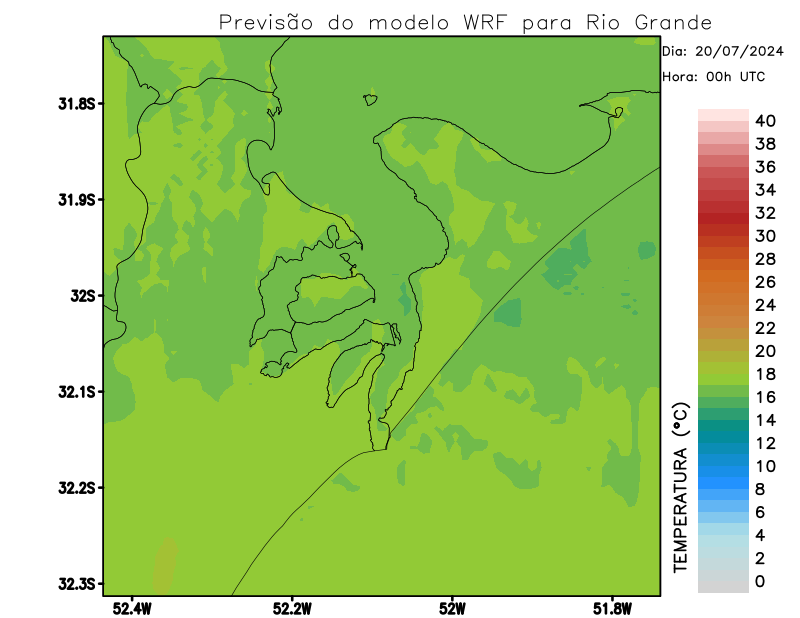 Previsão do modelo WRF para Rio Grande
Dia: 20/07/2024
Hora: 00h UTC
31.8S
31.9S
32S
32.1S
32.2S
32.3S
52.4W
52.2W
52W
51.8W
TEMPERATURA (°C)
40
38
36
34
32
30
28
26
24
22
20
18
16
14
12
10
8
6
4
2
0